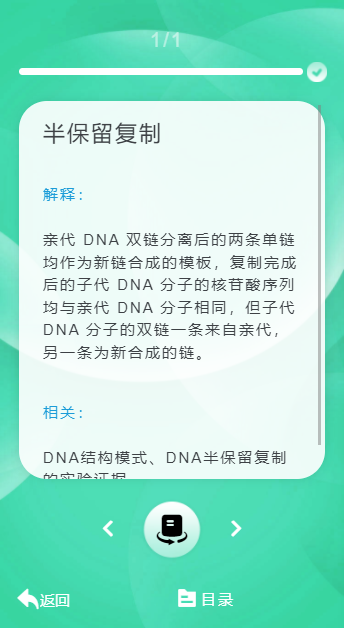 1/1
半保留复制
解释：
亲代 DNA 双链分离后的两条单链
均作为新链合成的模板，复制完成
后的子代 DNA 分子的核苷酸序列
均与亲代 DNA 分子相同，但子代
DNA 分子的双链一条来自亲代，
另一条为新合成的链。
相关：
DNA结构模式、DNA半保留复制
的实验证据
返回
目录